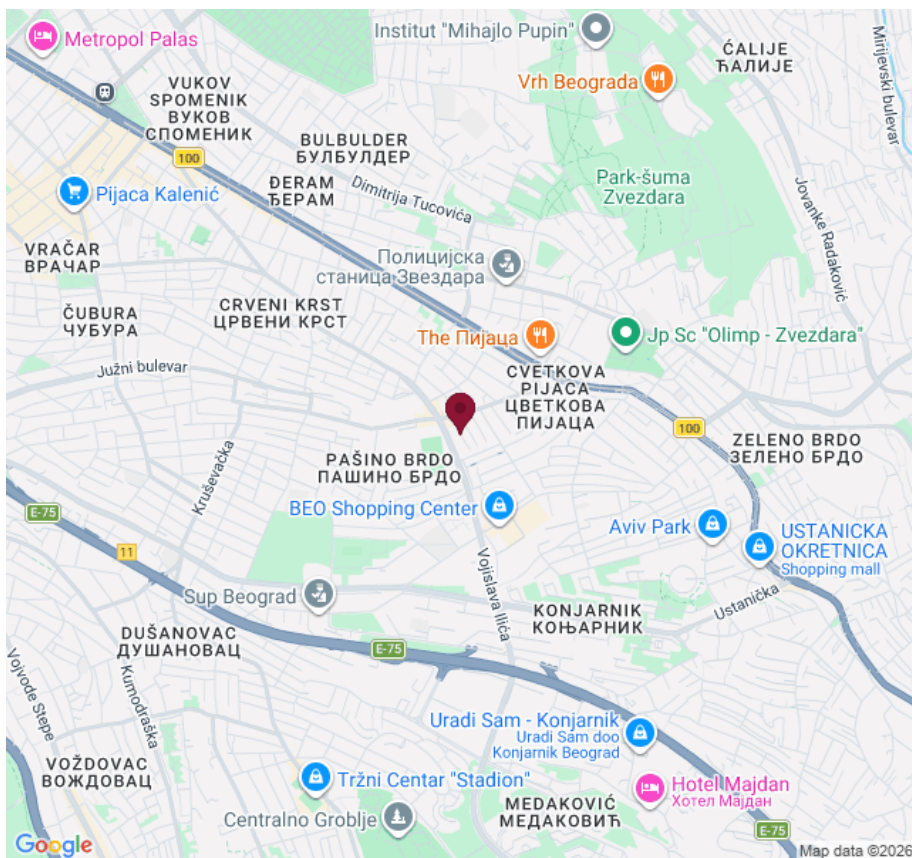 Institut "Mihajlo Pupin"
Metropol Palas
ĆALIJE
ЋАЛИЈЕ
Mirijevski bulevar
Vrh Beograda
VUKOV
SPOMENIK
ВУКОВ
СПОМЕНИК
BULBULDER
БУЛБУЛДЕР
100
ĐERAM
ЂЕРАМ
Dimitrija Tucovića
Park-šuma
Zvezdara
Pijaca Kalenić
Jovanke Radaković
VRAČAR
ВРАЧАР
Полицијска
станица Звездара
CRVENI KRST
ЦРВЕНИ КРСТ
ČUBURA
ЧУБУРА
The Пијаца
Jp Sc "Olimp - Zvezdara"
Južni bulevar
CVETKOVA
PIJACA
ЦВЕТКОВА
ПИЈАЦА
100
ZELENO BRDO
ЗЕЛЕНО БРДО
PAŠINO BRDO
ПАШИНО БРДО
Kruševačka
BEO Shopping Center
E-75
Aviv Park
USTANICKA
OKRETNICA
Shopping mall
11
Vojislava Ilića
Sup Beograd
Ustanička
KONJARNIK
КОЊАРНИК
DUŠANOVAC
ДУШАНОВАЦ
E-75
Vojvode Stepe
Kumodraška
Uradi Sam - Konjarnik
Uradi Sam doo
Konjarnik Beograd
VOŽDOVAC
ВОЖДОВАЦ
Tržni Centar "Stadion"
Hotel Majdan
Хотел Мајдан
MEDAKOVIĆ
МЕДАКОВИЋ
Centralno Groblje
E-75
Google
Map data ©2026